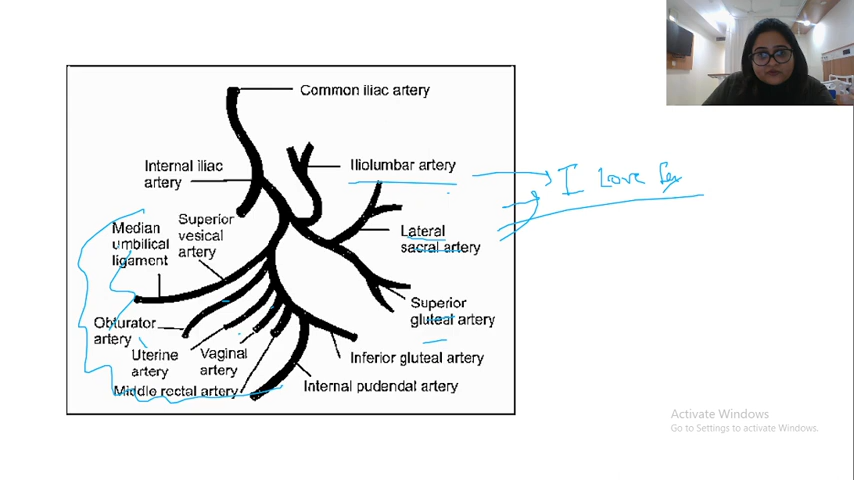 Common iliac artery
Internal iliac
artery
Iliolumbar artery
I Love Sex
Superior
vesical
artery
Median
umbilical
ligament
Lateral
sacral artery
Superior
gluteal artery
Obturator
artery
Uterine
artery
Vaginal
artery
Inferior gluteal artery
Middle rectal artery
Internal pudendal artery
Activate Windows
Go to Settings to activate Windows.